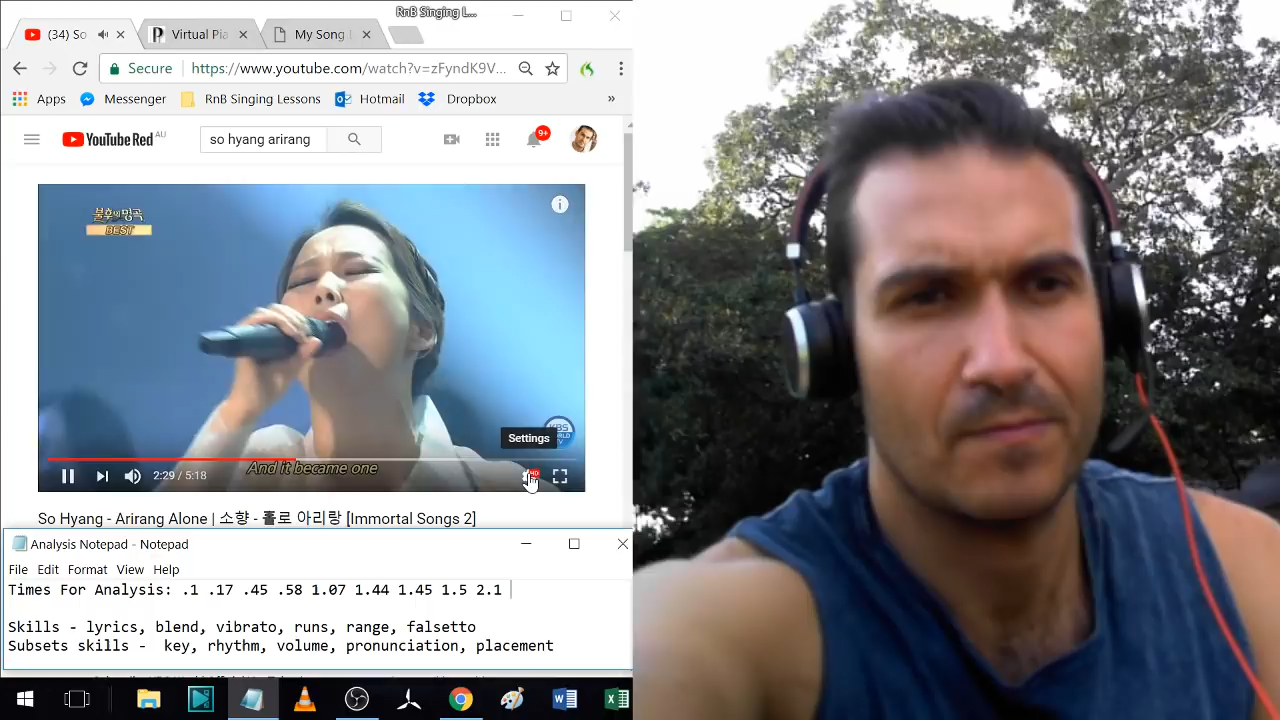 RnB Singing L...
(34) So
Virtual Pia
My Song L
Secure
https://www.youtube.com/watch?v=zFyndK9V...
Apps
Messenger
RnB Singing Lessons
Hotmail
Dropbox
»
YouTube Red AU
so hyang arirang
9+
불후의 명곡
BEST
KBS
WORLD
TV
Settings
HD
And it became one
2:29 / 5:18
So Hyang - Arirang Alone | 소향 - 홀로 아리랑 [Immortal Songs 2]
Analysis Notepad - Notepad
File Edit Format View Help
Times For Analysis: .1 .17 .45 .58 1.07 1.44 1.45 1.5 2.1
Skills - lyrics, blend, vibrato, runs, range, falsetto
Subsets skills - key, rhythm, volume, pronunciation, placement